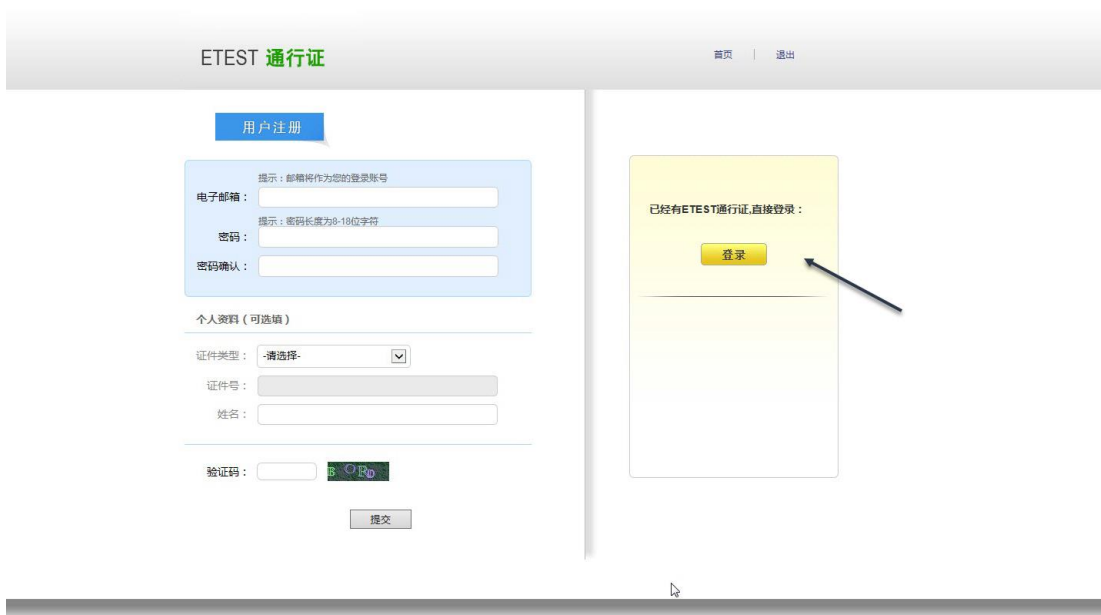 ETEST 通行证
首页 | 退出
用户注册
提示：邮箱将作为您的登录账号
电子邮箱：
提示：密码长度为8-18位字符
密码：
密码确认：
个人资料（可选填）
证件类型： -请选择-
证件号：
姓名：
验证码：
提交
已经有ETEST通行证,直接登录：
登录